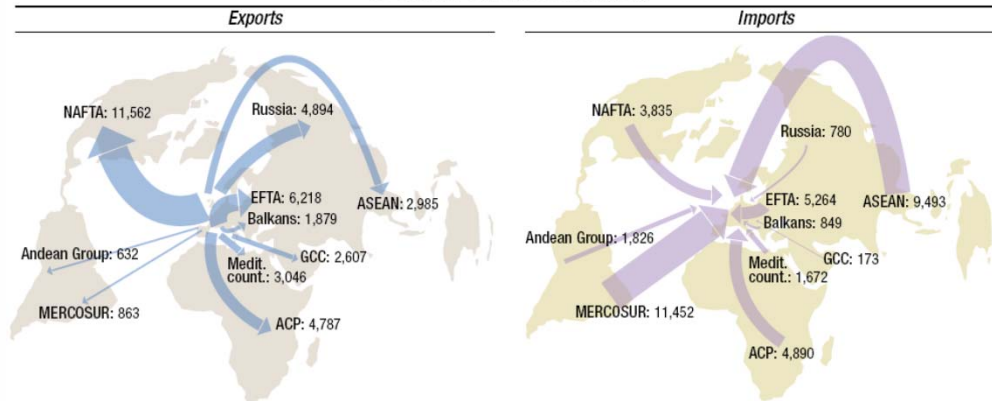 Exports
NAFTA: 11,562
Russia: 4,894
EFTA: 6,218
Balkans: 1,879
ASEAN: 2,985
Andean Group: 632
GCC: 2,607
Medit.
count.: 3,046
MERCOSUR: 863
ACP: 4,787
Imports
NAFTA: 3,835
Russia: 780
EFTA: 5,264
ASEAN: 9,493
Balkans: 849
Andean Group: 1,826
GCC: 173
Medit.
count.: 1,672
MERCOSUR: 11,452
ACP: 4,890